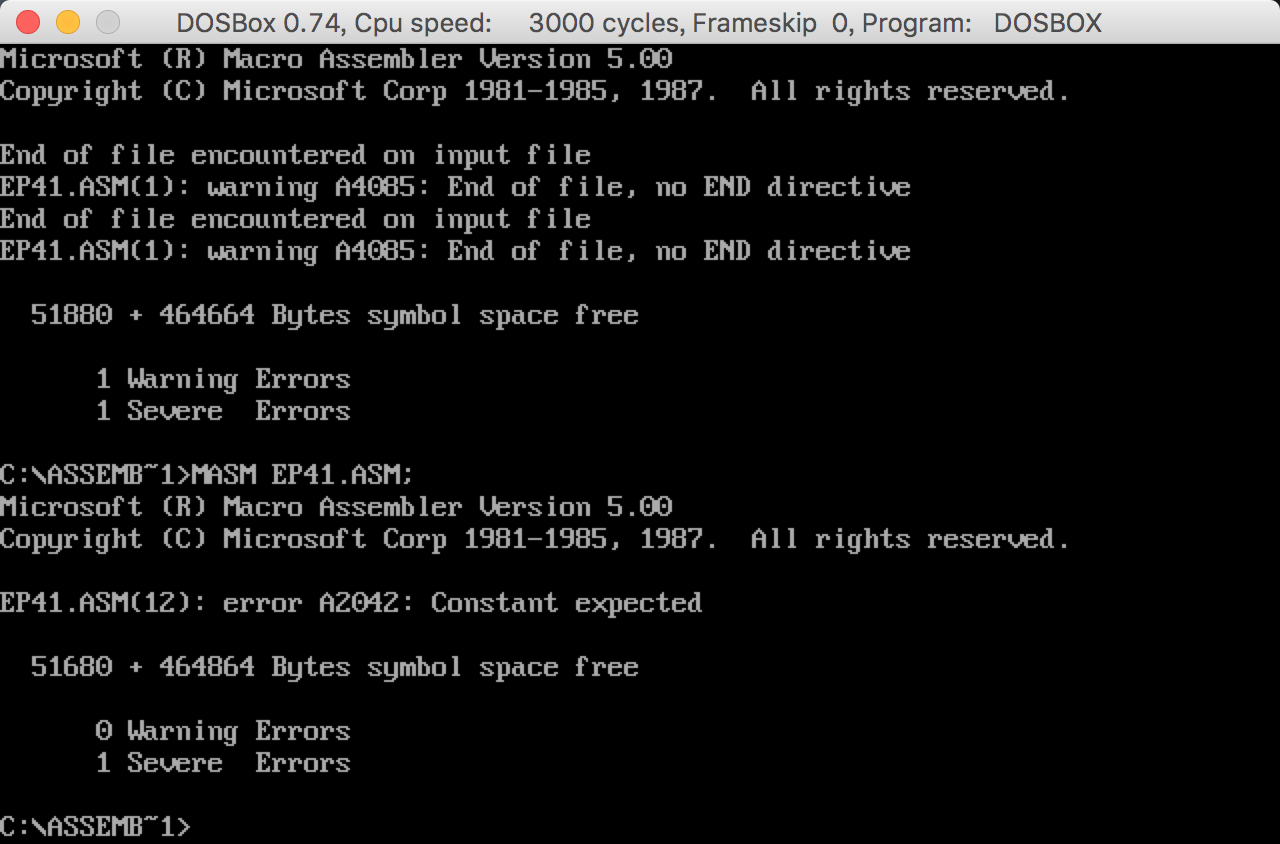 DOSBox 0.74, Cpu speed: 3000 cycles, Frameskip 0, Program: DOSBOX
Microsoft (R) Macro Assembler Version 5.00
Copyright (C) Microsoft Corp 1981-1985, 1987.  All rights reserved.
End of file encountered on input file
EP41.ASM(1): warning A4085: End of file, no END directive
End of file encountered on input file
EP41.ASM(1): warning A4085: End of file, no END directive
51880 + 464664 Bytes symbol space free
1 Warning Errors
1 Severe  Errors
C:\ASSEMB~1>MASM EP41.ASM;
Microsoft (R) Macro Assembler Version 5.00
Copyright (C) Microsoft Corp 1981-1985, 1987.  All rights reserved.
EP41.ASM(12): error A2042: Constant expected
51680 + 464864 Bytes symbol space free
0 Warning Errors
1 Severe  Errors
C:\ASSEMB~1>